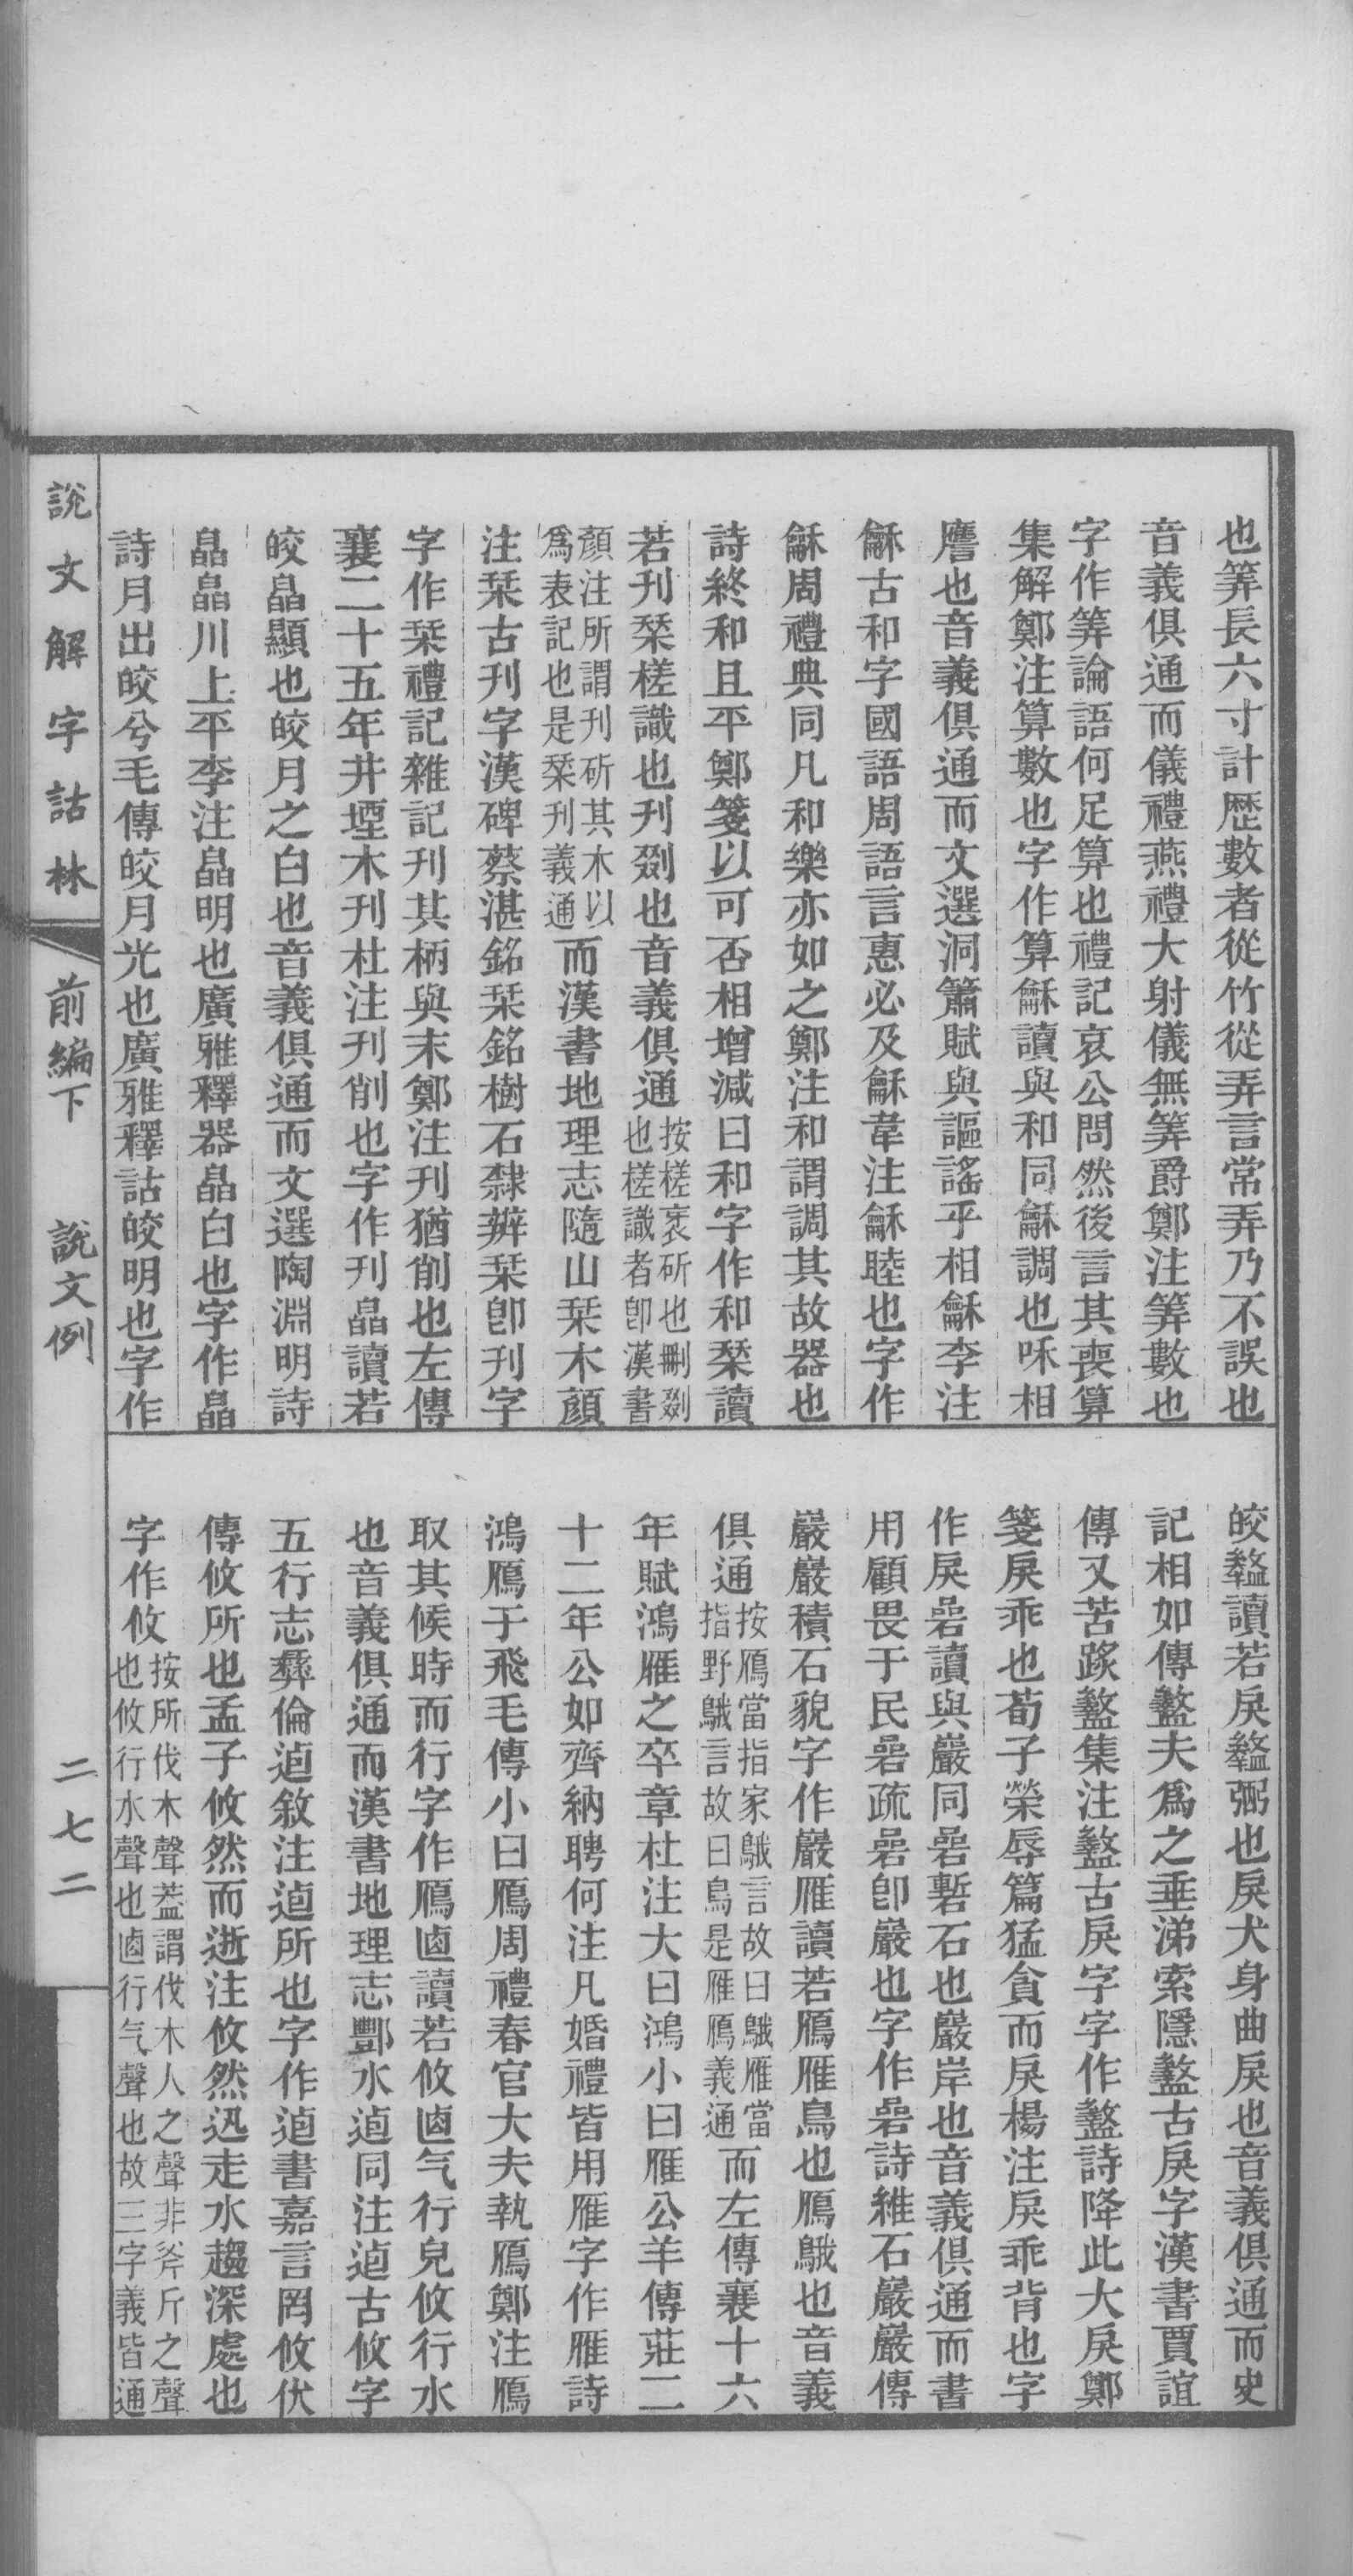 也筭長六寸計歷數者從竹從弄言常弄乃不誤也
音義俱通而儀禮燕禮大射儀無筭爵鄭注筭數也
字作筭論語何足算也禮記哀公問然後言其喪算
集解鄭注算數也字作算龢讀與和同龢調也咊相
譍也音義俱通而文選洞簫賦與謳謠乎相龢李注
龢古和字國語周語言惠必及龢韋注龢睦也字作
龢周禮典同凡和樂亦如之鄭注和謂調其故器也
詩終和且平鄭箋以可否相增減曰和字作和栞讀
若刊栞槎識也刊剟也音義俱通按槎衺斫也刪剟也槎識者卽漢書
顏注所謂刊斫其木以爲表記也是栞刊義通而漢書地理志隨山栞木顏
注栞古刊字漢碑蔡湛銘栞銘樹石隸辨栞卽刊字
字作栞禮記雜記刊其柄與末鄭注刊猶削也左傳
襄二十五年井堙木刊杜注刊削也字作刊皛讀若
皎皛顯也皎月之白也音義俱通而文選陶淵明詩
皛皛川上平李注皛明也廣雅釋器皛白也字作皛
詩月出皎兮毛傳皎月光也廣雅釋詁皎明也字作
皎盭讀若戾盭弼也戾犬身曲戾也音義俱通而史
記相如傳盭夫爲之垂涕索隱盭古戾字漢書賈誼
傳又苦蹊盭集注盭古戾字字作盭詩降此大戾鄭
箋戾乖也荀子榮辱篇猛貪而戾楊注戾乖背也字
作戾碞讀與巖同碞磛石也巖岸也音義俱通而書
用顧畏于民碞疏碞卽巖也字作碞詩維石巖巖傳
巖巖積石貌字作巖雁讀若鴈雁鳥也鴈䳘也音義
俱通按鴈當指家䳘言故曰䳘雁當指野䳘言故曰鳥是雁鴈義通而左傳襄十六
年賦鴻雁之卒章杜注大曰鴻小曰雁公羊傳莊二
十二年公如齊納聘何注凡婚禮皆用雁字作雁詩
鴻鴈于飛毛傳小曰鴈周禮春官大夫執鴈鄭注鴈
取其候時而行字作鴈逌讀若攸逌气行皃攸行水
也音義俱通而漢書地理志酆水逌同注逌古攸字
五行志彝倫逌敘注逌所也字作逌書嘉言罔攸伏
傳攸所也孟子攸然而逝注攸然迅走水趨深處也
字作攸按所伐木聲葢謂伐木人之聲非斧斤之聲也攸行水聲也逌行气聲也故三字義皆通
說文解字詁林 前編下 說文例 二七二